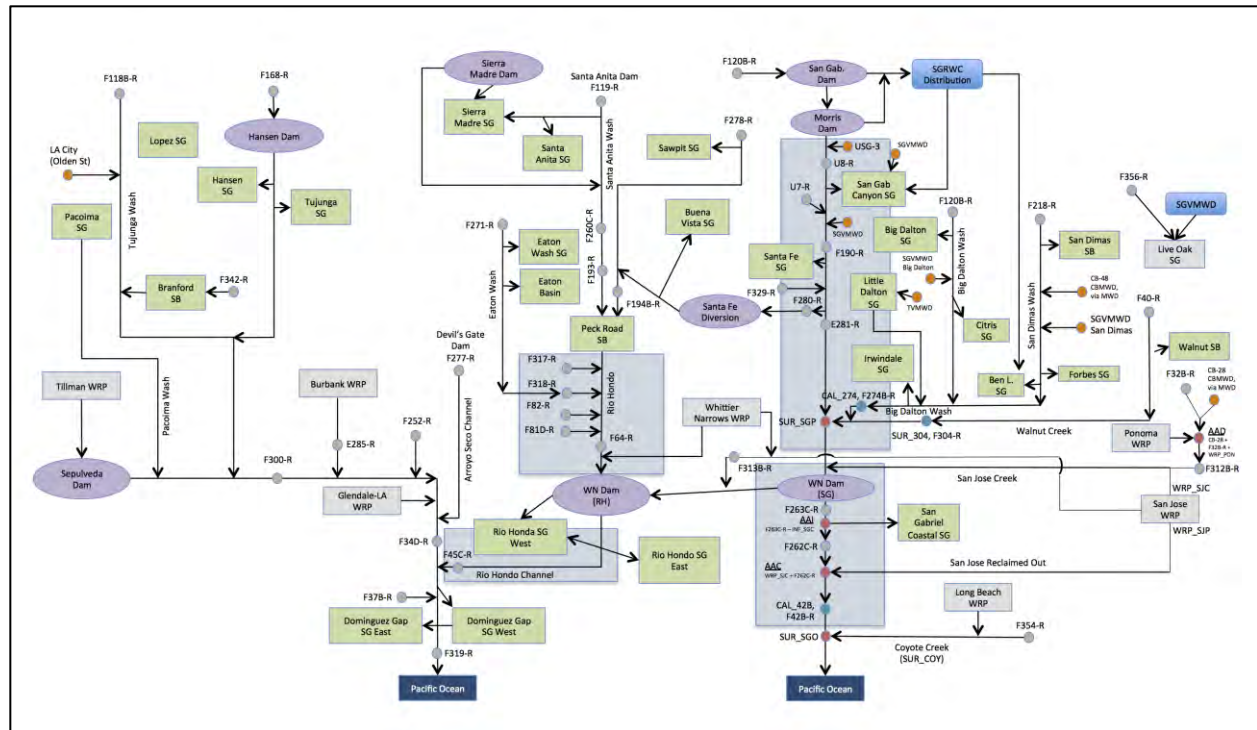 F118B-R
F168-R
Sierra
Madre Dam
Santa Anita Dam
F119-R
F120B-R
San Gab.
Dam
SGRWC
Distribution
Hansen Dam
Lopez SG
LA City
(Olden St)
Hansen
SG
Tujunga
SG
Pacoima
SG
Tujunga Wash
Branford
SB
F342-R
Sierra
Madre SG
Santa
Anita SG
Santa Anita Wash
F278-R
Sawpit SG
Morris
Dam
USG-3
SGVMWD
U8-R
San Gab
Canyon SG
U7-R
SGVMWD
F190-R
F271-R
Eaton
Wash SG
Eaton
Basin
Eaton Wash
F260C-R
F193-R
Buena
Vista SG
F194B-R
Santa Fe
SG
F329-R
F280-R
Santa Fe
Diversion
E281-R
F120B-R
Big Dalton
SG
SGVMWD
Big Dalton
Big Dalton Wash
Little
Dalton
SG
TVMWD
Citris
SG
F218-R
San Dimas
SB
CB-48
CBMWD,
via MWD
SGVMWD
San Dimas
San Dimas Wash
Forbes SG
Ben L.
SG
F356-R
SGVMWD
Live Oak
SG
F40-R
Walnut SB
F32B-R
CB-28
CBMWD,
via MWD
Ponoma
WRP
AAD
CB-28 +
F32B-R +
WRP_PON
F312B-R
Peck Road
SB
Devil's Gate
Dam
F277-R
F317-R
F318-R
F82-R
F81D-R
Rio Hondo
F64-R
Irwindale
SG
CAL_274, F274B-R
Big Dalton Wash
SUR_SGP
SUR_304, F304-R
Walnut Creek
Whittier
Narrows WRP
Tillman WRP
Pacoima Wash
Burbank WRP
E285-R
F252-R
Arroyo Seco Channel
Sepulveda
Dam
F300-R
Glendale-LA
WRP
F34D-R
WN Dam
(RH)
F313B-R
WN Dam
(SG)
San Jose Creek
WRP_SJC
San Jose
WRP
WRP_SJP
F263C-R
AAI
F263C-R – INF_SGC
San
Gabriel
Coastal SG
F262C-R
Rio Honda SG
West
Rio Hondo SG
East
F45C-R
Rio Hondo Channel
AAC
WRP_SJC + F262C-R
San Jose Reclaimed Out
F37B-R
CAL_42B,
F42B-R
Long Beach
WRP
Dominguez Gap
SG East
Dominguez Gap
SG West
SUR_SGO
F354-R
Coyote Creek
(SUR_COY)
F319-R
Pacific Ocean
Pacific Ocean